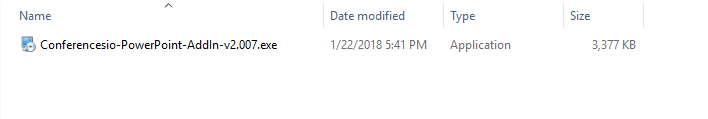 Name Date modified Type Size
Conferencesio-PowerPoint-AddIn-v2.007.exe 1/22/2018 5:41 PM Application 3,377 KB